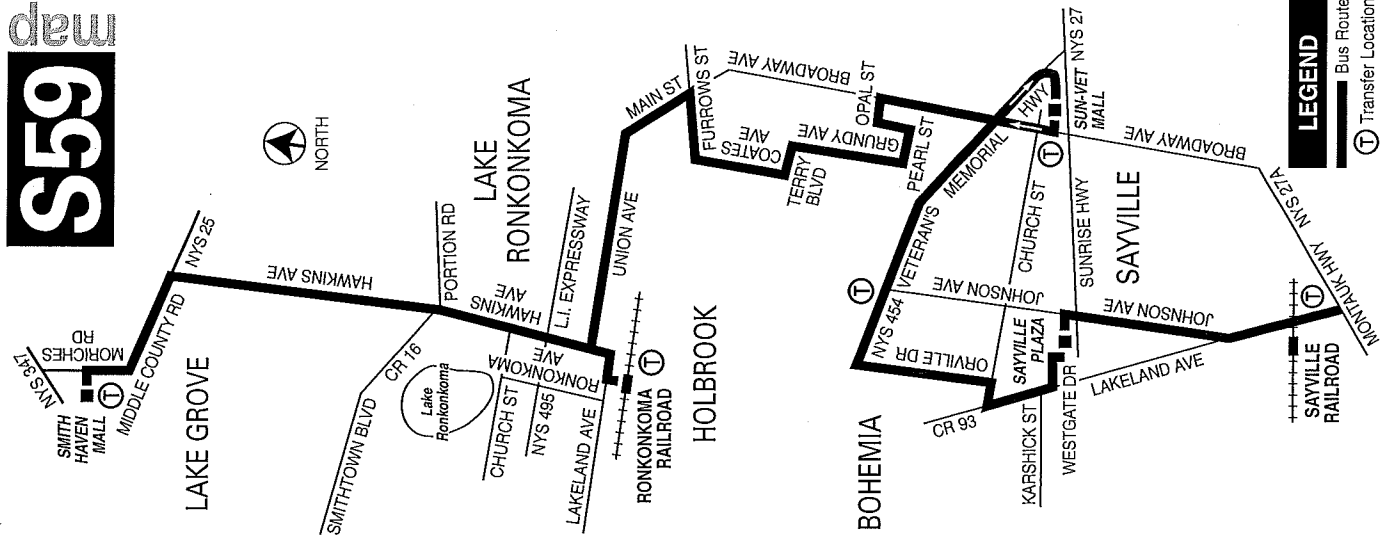 S59
map
NORTH
NYS 347
MORICHES
RD
SMITH
HAVEN
MALL
T
MIDDLE COUNTY RD
NYS 25
LAKE GROVE
HAWKINS AVE
SMITHTOWN BLVD
CR 16
PORTION RD
LAKE
RONKONKOMA
Lake
Ronkonkoma
HAWKINS
AVE
CHURCH ST
NYS 495
L.I. EXPRESSWAY
RONKONKOMA
AVE
LAKELAND AVE
UNION AVE
RONKONKOMA
RAILROAD
T
MAIN ST
FURROWS ST
HOLBROOK
COATES
AVE
TERRY
BLVD
GRUNDY AVE
PEARL ST
OPAL ST
BROADWAY AVE
VETERAN'S
MEMORIAL
HWY
NYS 454
T
BOHEMIA
ORVILLE DR
CR 93
KARSHICK ST
SAYVILLE
PLAZA
WESTGATE DR
JOHNSON AVE
CHURCH ST
T
SUN-VET
MALL
SUNRISE HWY
NYS 27
SAYVILLE
LAKELAND AVE
JOHNSON AVE
BROADWAY AVE
SAYVILLE
RAILROAD
T
MONTAUK HWY
NYS 27A
LEGEND
Bus Route
T Transfer Location